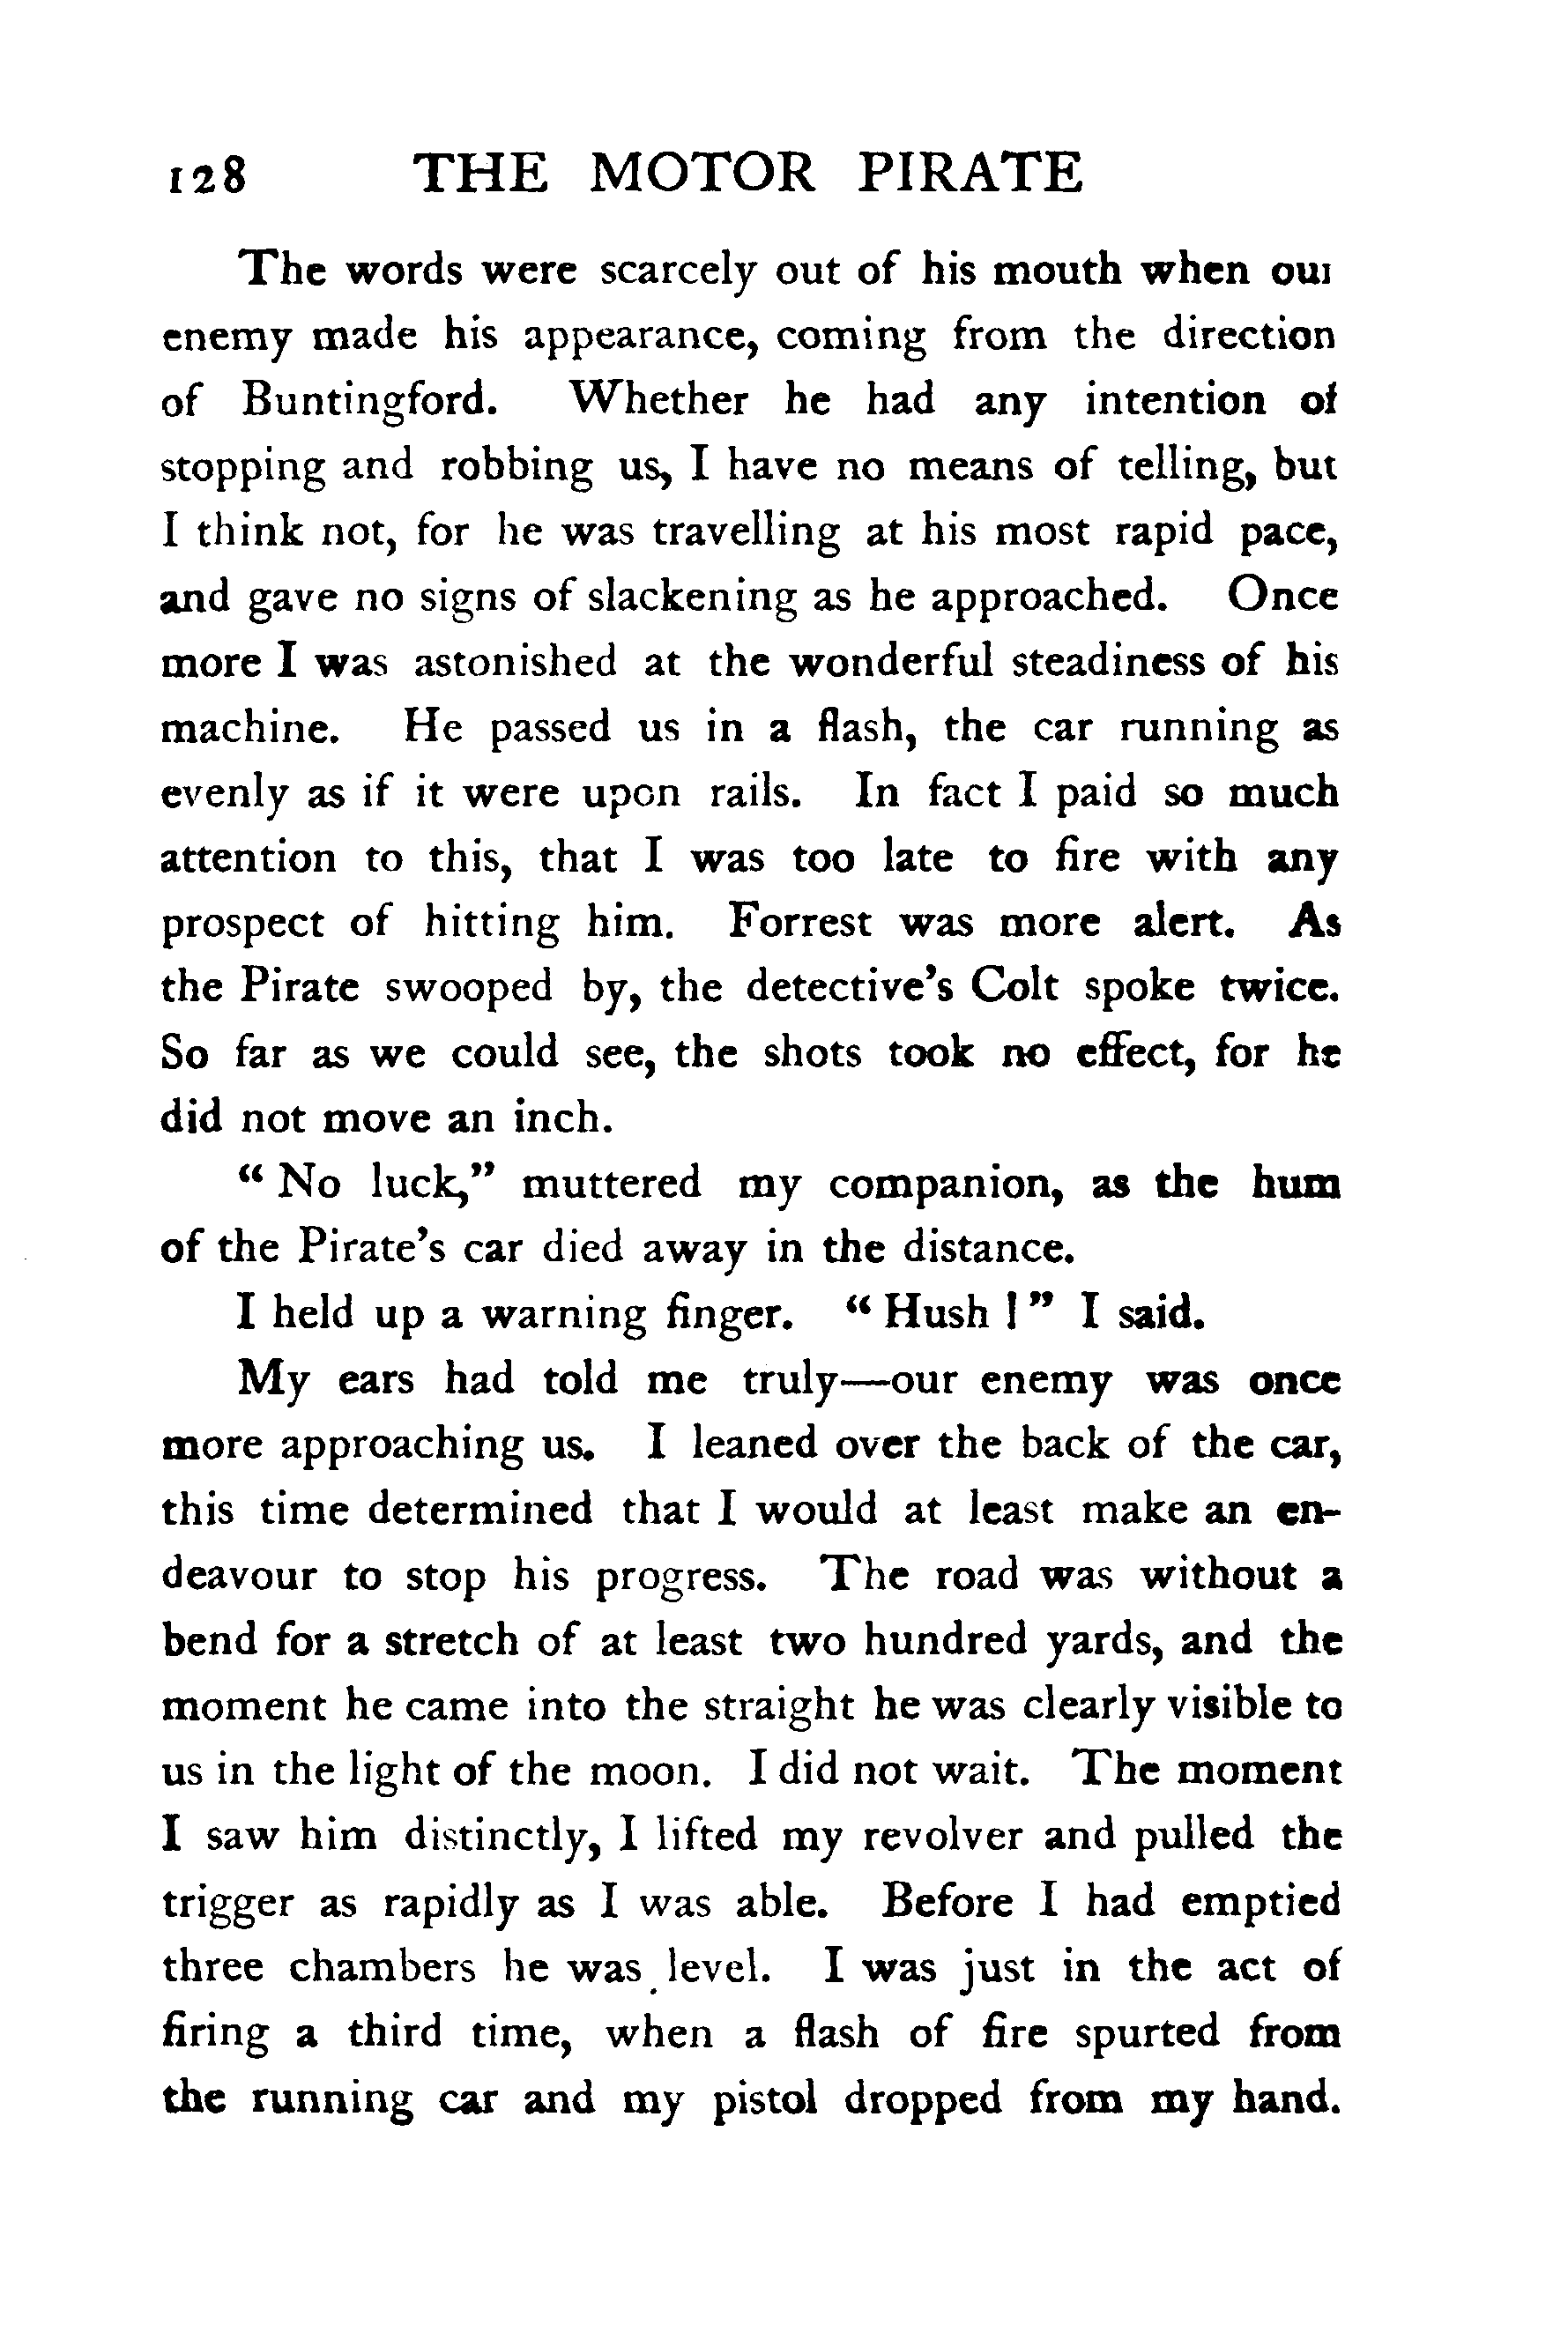 128 THE MOTOR PIRATE
The words were scarcely out of his mouth when our
enemy made his appearance, coming from the direction
of Buntingford. Whether he had any intention of
stopping and robbing us, I have no means of telling, but
I think not, for he was travelling at his most rapid pace,
and gave no signs of slackening as he approached. Once
more I was astonished at the wonderful steadiness of his
machine. He passed us in a flash, the car running as
evenly as if it were upon rails. In fact I paid so much
attention to this, that I was too late to fire with any
prospect of hitting him. Forrest was more alert. As
the Pirate swooped by, the detective's Colt spoke twice.
So far as we could see, the shots took no effect, for he
did not move an inch.
“ No luck,” muttered my companion, as the hum
of the Pirate's car died away in the distance.
I held up a warning finger. “ Hush ! ” I said.
My ears had told me truly—our enemy was once
more approaching us. I leaned over the back of the car,
this time determined that I would at least make an en-
deavour to stop his progress. The road was without a
bend for a stretch of at least two hundred yards, and the
moment he came into the straight he was clearly visible to
us in the light of the moon. I did not wait. The moment
I saw him distinctly, I lifted my revolver and pulled the
trigger as rapidly as I was able. Before I had emptied
three chambers he was level. I was just in the act of
firing a third time, when a flash of fire spurted from
the running car and my pistol dropped from my hand.